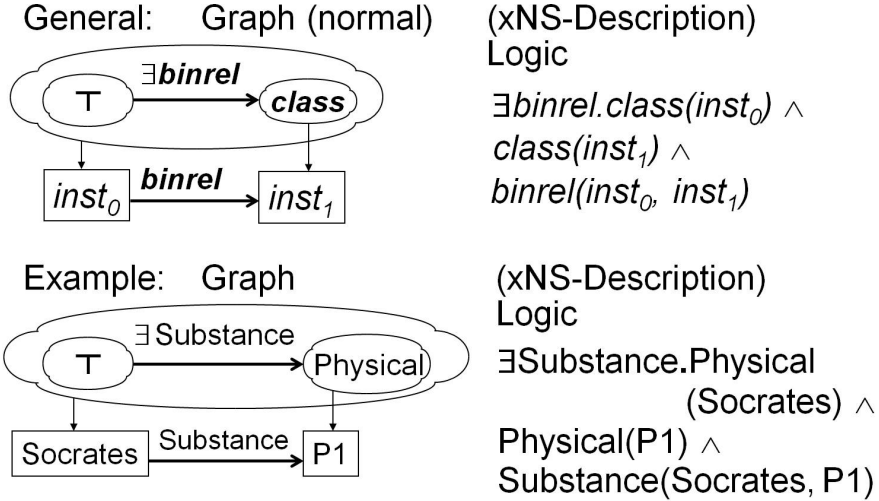 General: Graph (normal) (xNS-Description)
Logic
∃binrel
⊤ class
∃binrel.class(inst₀) ∧
class(inst₁) ∧
binrel
inst₀ inst₁
binrel(inst₀, inst₁)
Example: Graph (xNS-Description)
Logic
∃Substance
⊤ Physical
∃Substance.Physical
(Socrates) ∧
Substance
Socrates P1
Physical(P1) ∧
Substance(Socrates, P1)